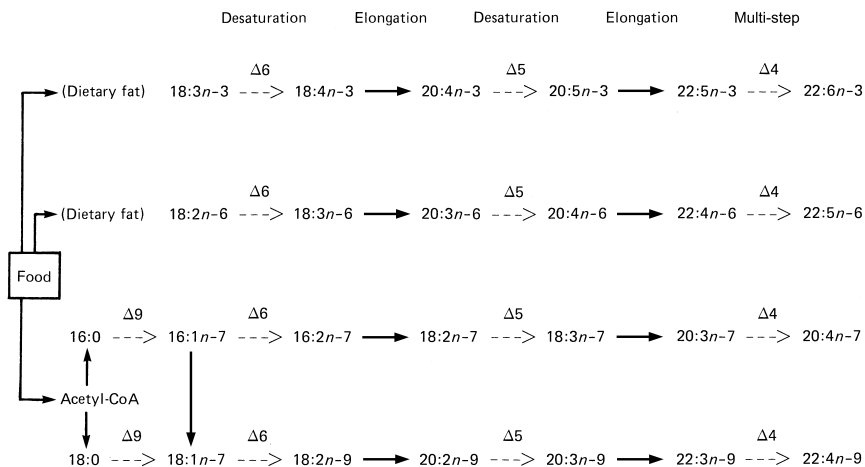 Desaturation Elongation Desaturation Elongation Multi-step
Δ6 Δ5 Δ4
(Dietary fat) 18:3n-3 18:4n-3 20:4n-3 20:5n-3 22:5n-3 22:6n-3
Δ6 Δ5 Δ4
(Dietary fat) 18:2n-6 18:3n-6 20:3n-6 20:4n-6 22:4n-6 22:5n-6
Food
Δ9 Δ6 Δ5 Δ4
16:0 16:1n-7 16:2n-7 18:2n-7 18:3n-7 20:3n-7 20:4n-7
Acetyl-CoA
Δ9 Δ6 Δ5 Δ4
18:0 18:1n-7 18:2n-9 20:2n-9 20:3n-9 22:3n-9 22:4n-9